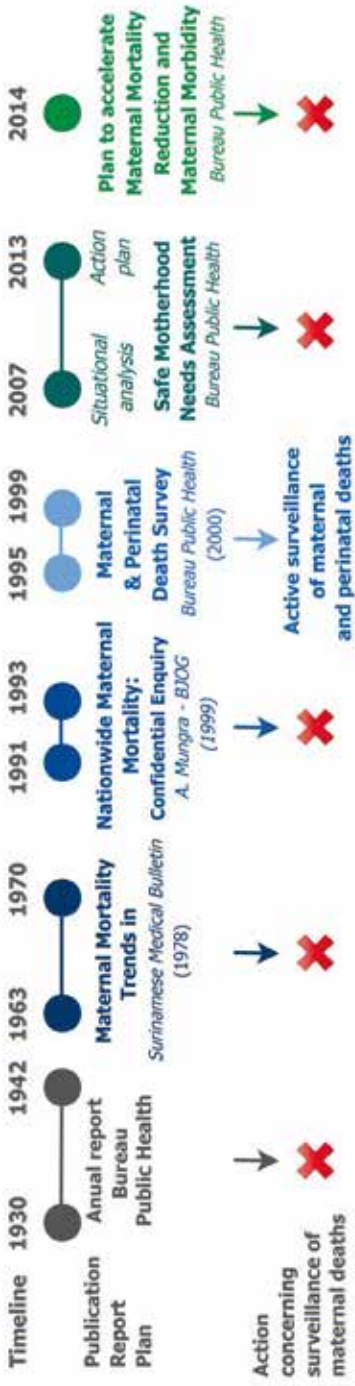 Timeline
1930 1942 1963 1970 1991 1993 1995 1999 2007 2013 2014
Publication
Report
Plan
Anual report
Bureau
Public Health
Maternal Mortality
Trends in
Surinamese Medical Bulletin
(1978)
Nationwide Maternal
Mortality:
Confidential Enquiry
A. Mungra - BJOG
(1999)
Maternal
& Perinatal
Death Survey
Bureau Public Health
(2000)
Situational
analysis
Action
plan
Safe Motherhood
Needs Assessment
Bureau Public Health
Plan to accelerate
Maternal Mortality
Reduction and
Maternal Morbidity
Bureau Public Health
Action
concerning
surveillance of
maternal deaths
Active surveillance
of maternal
and perinatal deaths